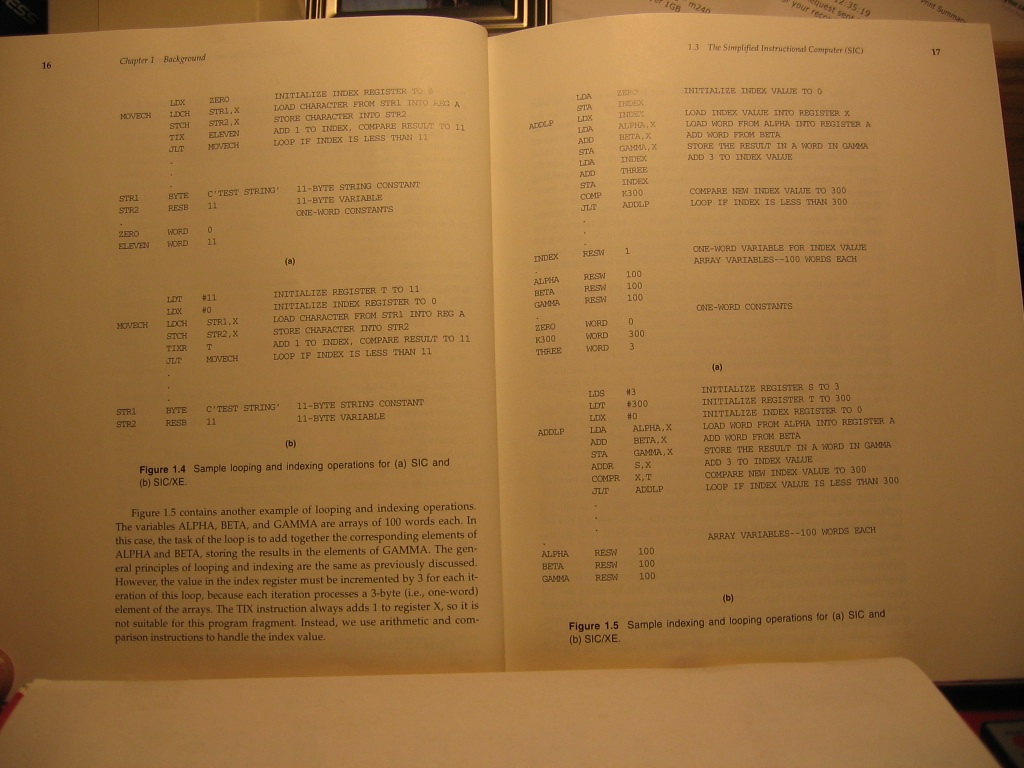 ESS
1GB m240
12:35:19
request sent
your
Print Summar
16
Chapter 1 Background
LDX ZERO INITIALIZE INDEX REGISTER TO 0
MOVECH LDCH STR1,X LOAD CHARACTER FROM STR1 INTO REG A
STCH STR2,X STORE CHARACTER INTO STR2
TIX ELEVEN ADD 1 TO INDEX, COMPARE RESULT TO 11
JLT MOVECH LOOP IF INDEX IS LESS THAN 11
.
.
.
STR1 BYTE C'TEST STRING' 11-BYTE STRING CONSTANT
STR2 RESB 11 11-BYTE VARIABLE
. ONE-WORD CONSTANTS
ZERO WORD 0
ELEVEN WORD 11
(a)
LDT #11 INITIALIZE REGISTER T TO 11
LDX #0 INITIALIZE INDEX REGISTER TO 0
MOVECH LDCH STR1,X LOAD CHARACTER FROM STR1 INTO REG A
STCH STR2,X STORE CHARACTER INTO STR2
TIXR T ADD 1 TO INDEX, COMPARE RESULT TO 11
JLT MOVECH LOOP IF INDEX IS LESS THAN 11
.
.
.
STR1 BYTE C'TEST STRING' 11-BYTE STRING CONSTANT
STR2 RESB 11 11-BYTE VARIABLE
(b)
Figure 1.4 Sample looping and indexing operations for (a) SIC and
(b) SIC/XE.
Figure 1.5 contains another example of looping and indexing operations.
The variables ALPHA, BETA, and GAMMA are arrays of 100 words each. In
this case, the task of the loop is to add together the corresponding elements of
ALPHA and BETA, storing the results in the elements of GAMMA. The gen-
eral principles of looping and indexing are the same as previously discussed.
However, the value in the index register must be incremented by 3 for each it-
eration of this loop, because each iteration processes a 3-byte (i.e., one-word)
element of the arrays. The TIX instruction always adds 1 to register X, so it is
not suitable for this program fragment. Instead, we use arithmetic and com-
parison instructions to handle the index value.
1.3 The Simplified Instructional Computer (SIC)
17
LDA ZERO INITIALIZE INDEX VALUE TO 0
STA INDEX
ADDLP LDX INDEX LOAD INDEX VALUE INTO REGISTER X
LDA ALPHA,X LOAD WORD FROM ALPHA INTO REGISTER A
ADD BETA,X ADD WORD FROM BETA
STA GAMMA,X STORE THE RESULT IN A WORD IN GAMMA
LDA INDEX ADD 3 TO INDEX VALUE
ADD THREE
STA INDEX
COMP K300 COMPARE NEW INDEX VALUE TO 300
JLT ADDLP LOOP IF INDEX IS LESS THAN 300
.
.
.
INDEX RESW 1 ONE-WORD VARIABLE FOR INDEX VALUE
. ARRAY VARIABLES--100 WORDS EACH
ALPHA RESW 100
BETA RESW 100
GAMMA RESW 100
. ONE-WORD CONSTANTS
ZERO WORD 0
K300 WORD 300
THREE WORD 3
(a)
LDS #3 INITIALIZE REGISTER S TO 3
LDT #300 INITIALIZE REGISTER T TO 300
LDX #0 INITIALIZE INDEX REGISTER TO 0
ADDLP LDA ALPHA,X LOAD WORD FROM ALPHA INTO REGISTER A
ADD BETA,X ADD WORD FROM BETA
STA GAMMA,X STORE THE RESULT IN A WORD IN GAMMA
ADDR S,X ADD 3 TO INDEX VALUE
COMPR X,T COMPARE NEW INDEX VALUE TO 300
JLT ADDLP LOOP IF INDEX VALUE IS LESS THAN 300
.
.
.
. ARRAY VARIABLES--100 WORDS EACH
ALPHA RESW 100
BETA RESW 100
GAMMA RESW 100
(b)
Figure 1.5 Sample indexing and looping operations for (a) SIC and
(b) SIC/XE.